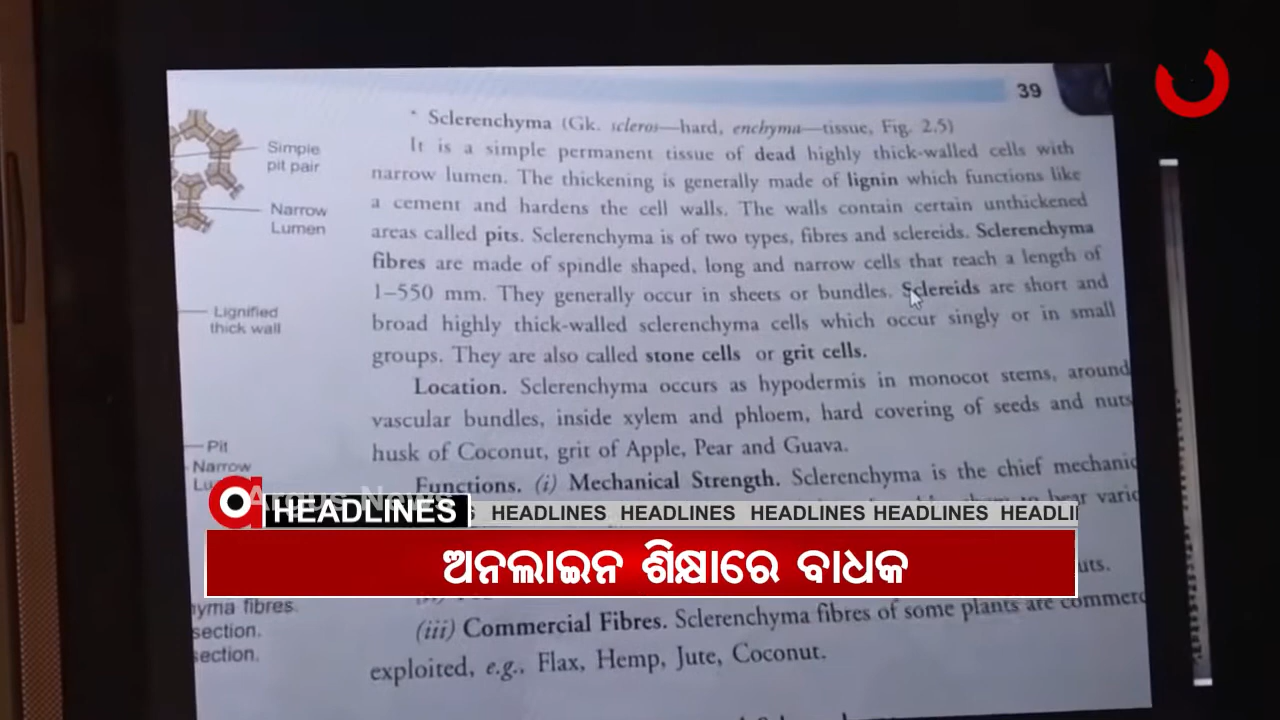 39
* Sclerenchyma (Gk. scleros—hard, enchyma—tissue, Fig. 2.5)
It is a simple permanent tissue of dead highly thick-walled cells with
narrow lumen. The thickening is generally made of lignin which functions like
a cement and hardens the cell walls. The walls contain certain unthickened
areas called pits. Sclerenchyma is of two types, fibres and sclereids. Sclerenchyma
fibres are made of spindle shaped, long and narrow cells that reach a length of
1–550 mm. They generally occur in sheets or bundles. Sclereids are short and
broad highly thick-walled sclerenchyma cells which occur singly or in small
groups. They are also called stone cells or grit cells.
Location. Sclerenchyma occurs as hypodermis in monocot stems, around
vascular bundles, inside xylem and phloem, hard covering of seeds and nuts
husk of Coconut, grit of Apple, Pear and Guava.
Functions. (i) Mechanical Strength. Sclerenchyma is the chief mechanic
to bear vario
uts.
(iii) Commercial Fibres. Sclerenchyma fibres of some plants are commerc
exploited, e.g., Flax, Hemp, Jute, Coconut.
Simple
pit pair
Narrow
Lumen
Lignified
thick wall
Pit
Narrow
Lu
yma fibres.
section.
section.
Argus News
HEADLINES
S HEADLINES HEADLINES HEADLINES HEADLINES HEADLI
ଅନଲାଇନ ଶିକ୍ଷାରେ ବାଧକ